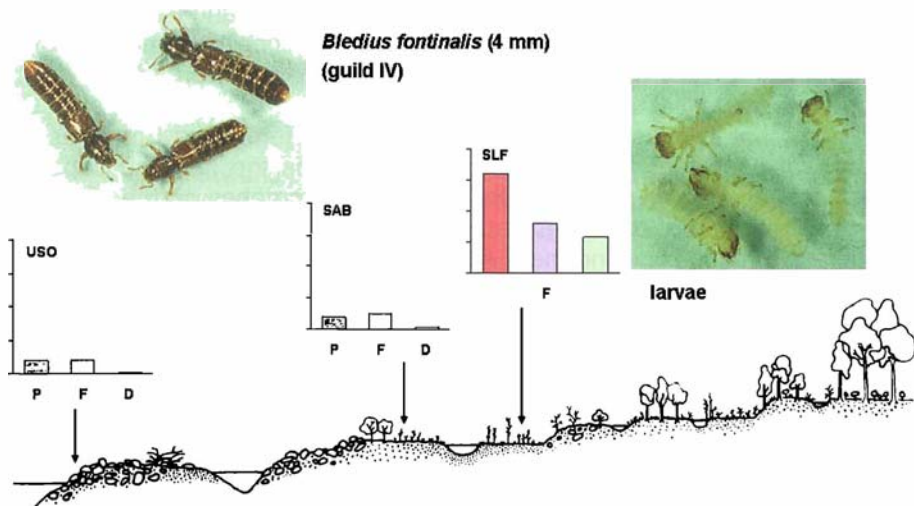 Bledius fontinalis (4 mm)
(guild IV)
SLF
SAB
USO
F
larvae
P F D
P F D